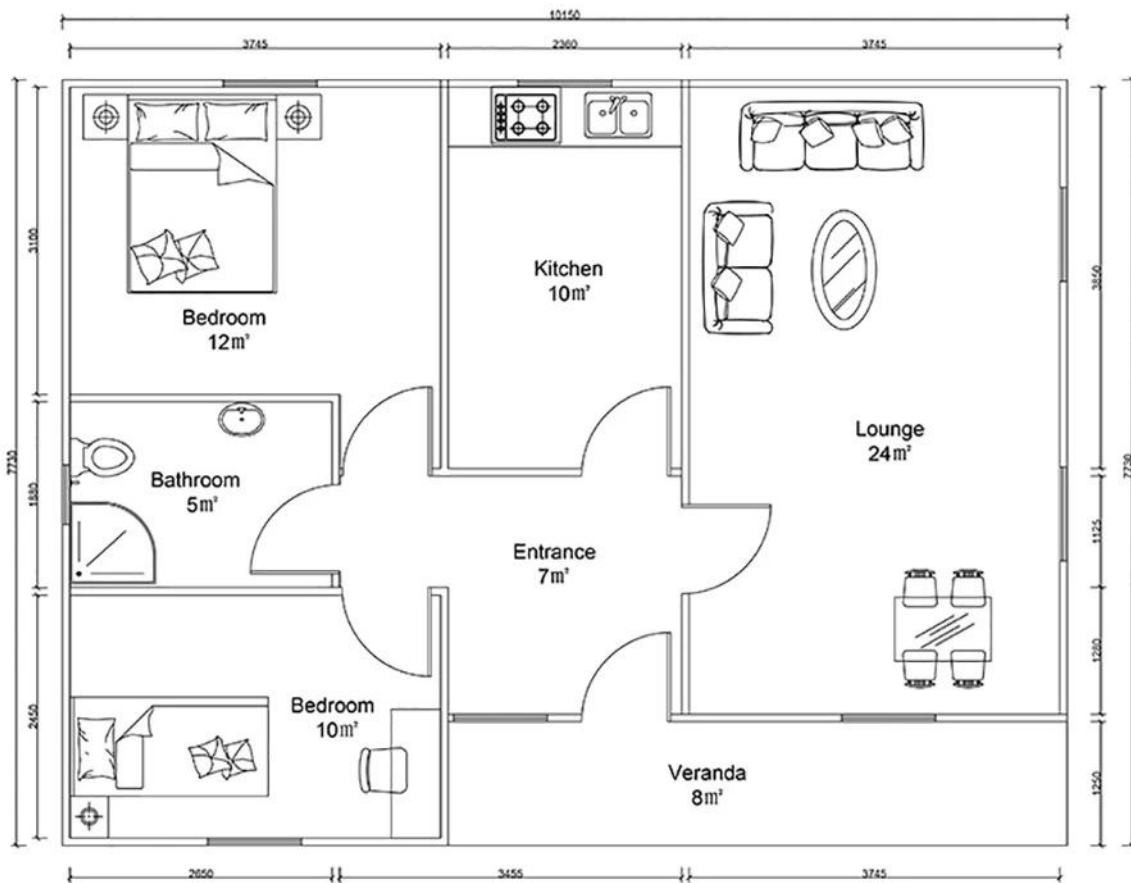 10150
3745
2360
3745
3100
Kitchen
10m²
3850
Bedroom
12m²
Lounge
24m²
7730
7730
Bathroom
5m²
1880
1125
Entrance
7m²
1280
2450
Bedroom
10m²
Veranda
8m²
1250
2650
3455
3745